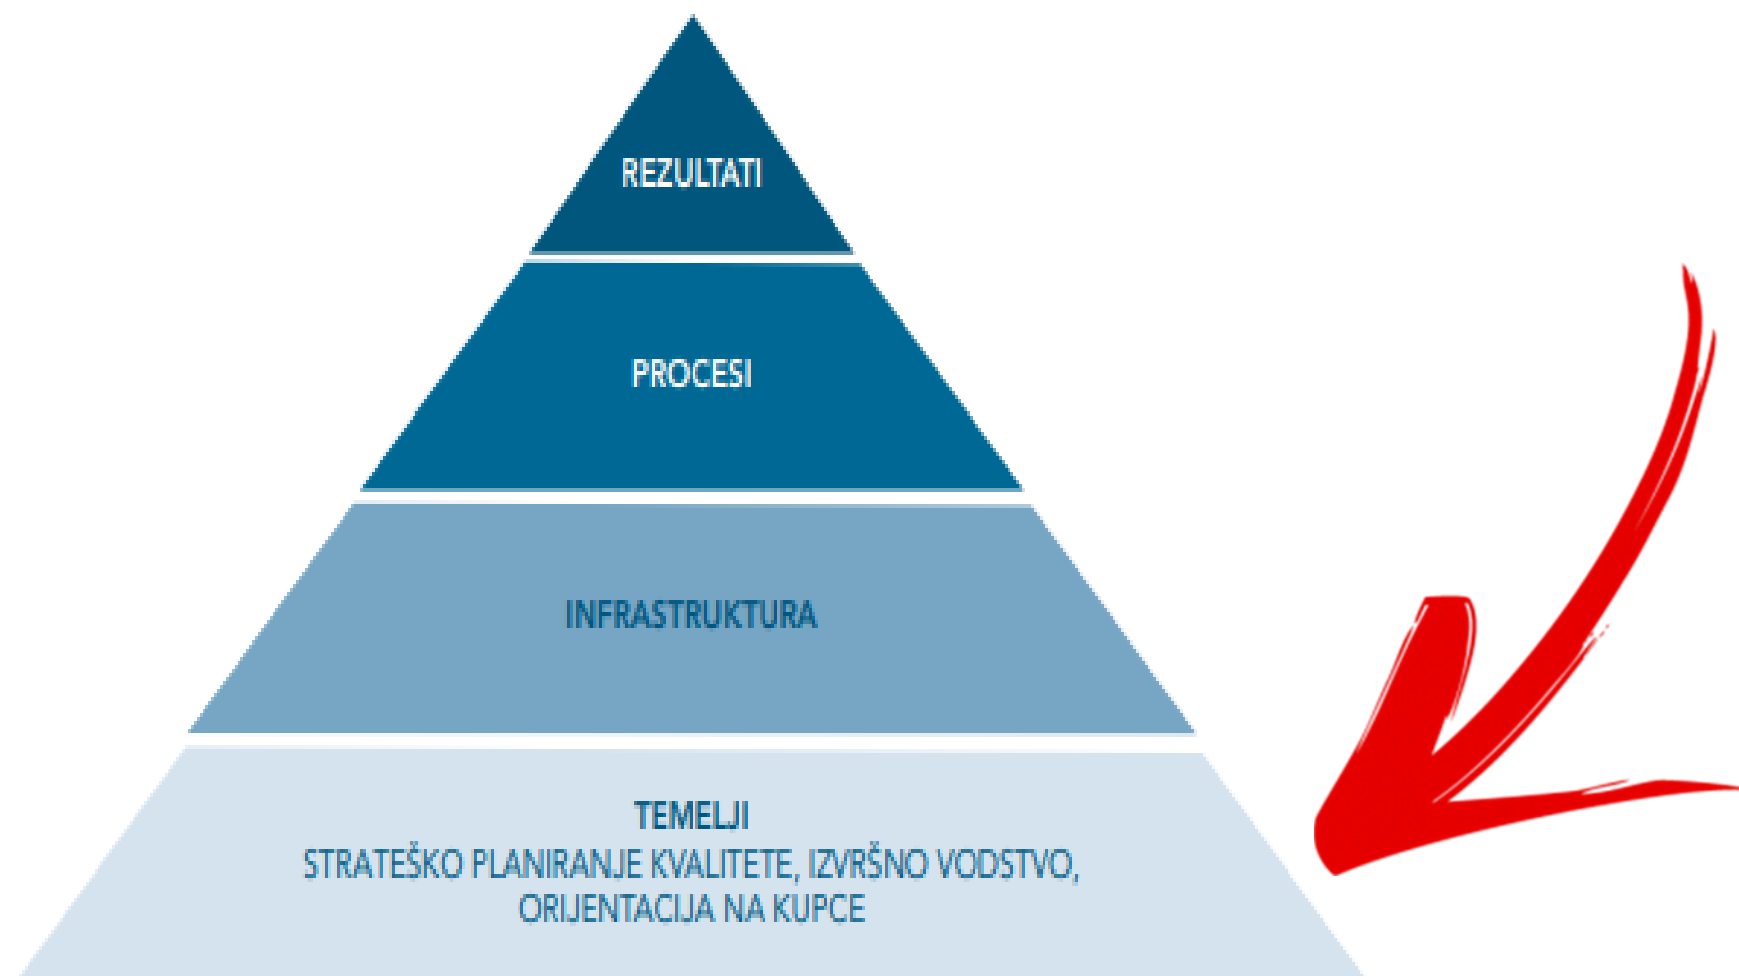 REZULTATI
PROCESI
INFRASTRUKTURA
TEMELJI
STRATEŠKO PLANIRANJE KVALITETE, IZVRŠNO VODSTVO,
ORIJENTACIJA NA KUPCE